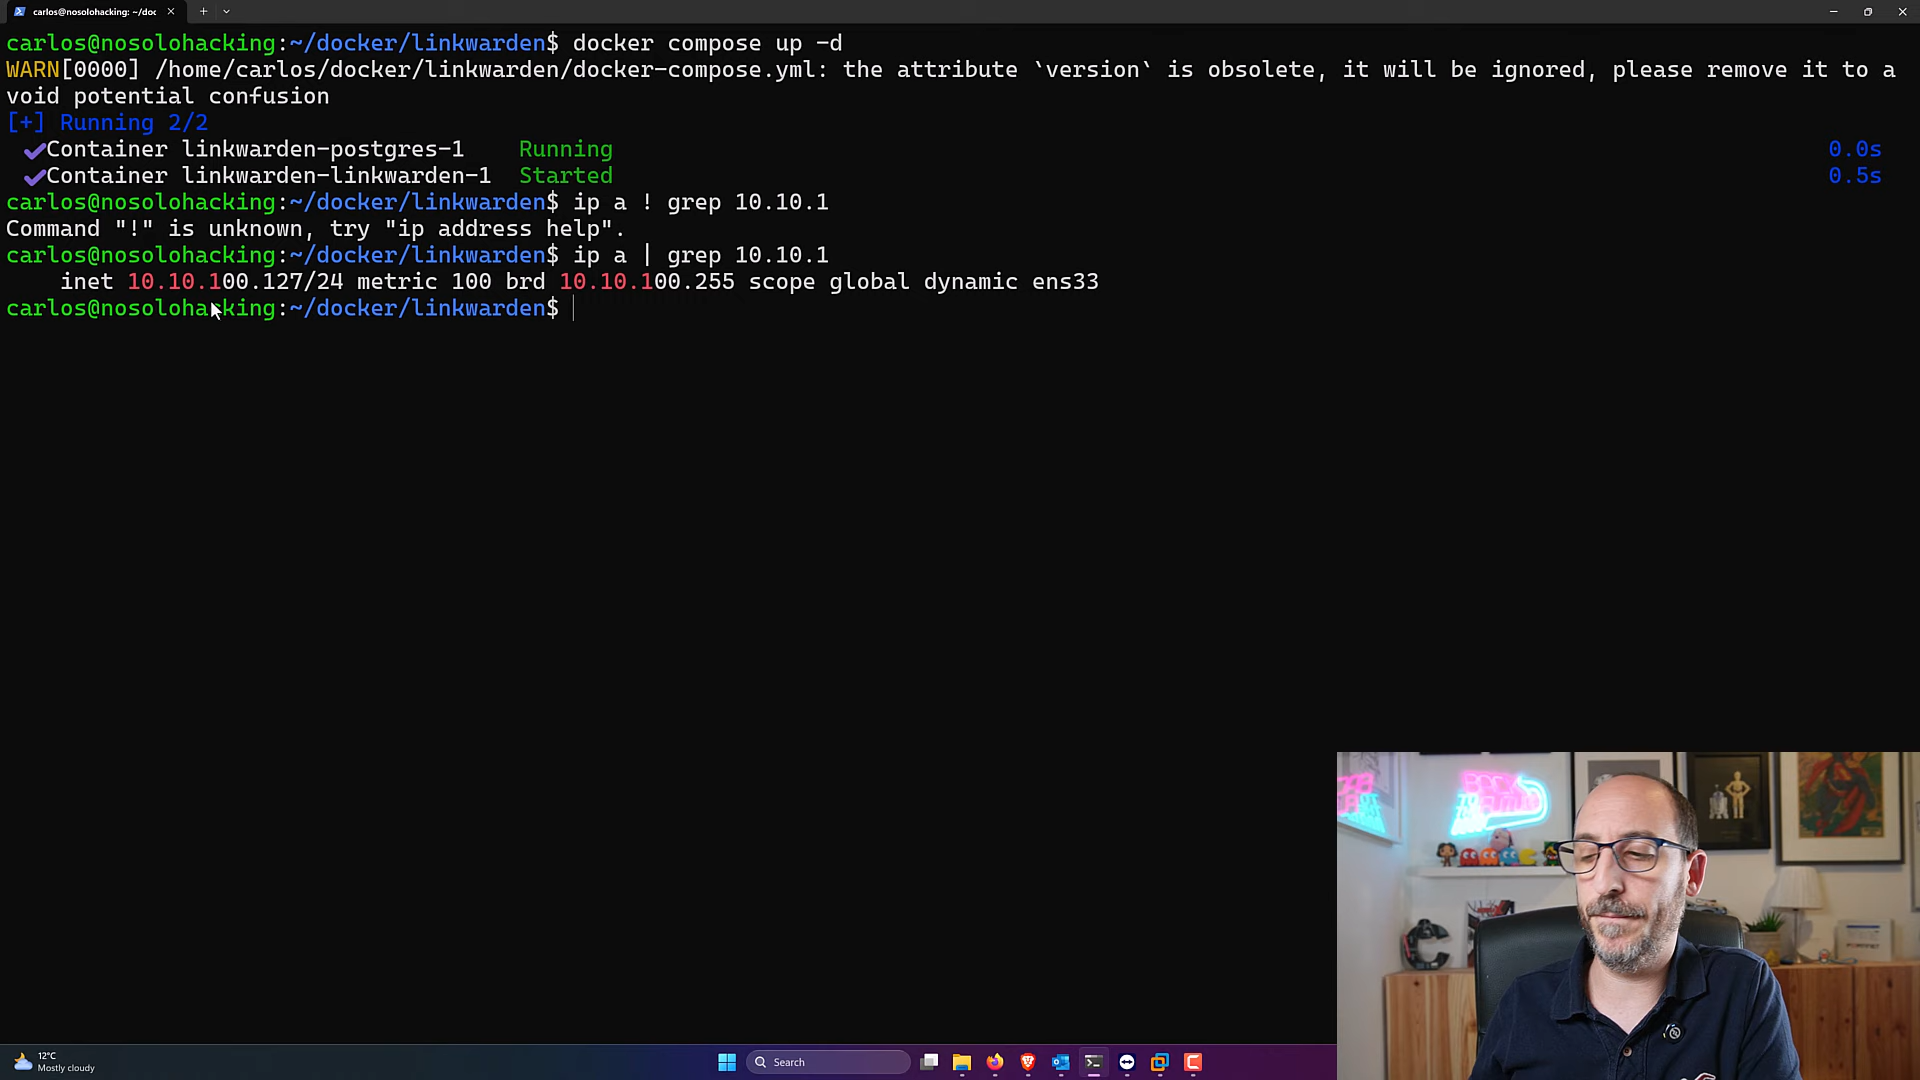 carlos@nosolohacking: ~/doc
carlos@nosolohacking:~/docker/linkwarden$ docker compose up -d
WARN[0000] /home/carlos/docker/linkwarden/docker-compose.yml: the attribute `version` is obsolete, it will be ignored, please remove it to a
void potential confusion
[+] Running 2/2
Container linkwarden-postgres-1 Running 0.0s
Container linkwarden-linkwarden-1 Started 0.5s
carlos@nosolohacking:~/docker/linkwarden$ ip a ! grep 10.10.1
Command "!" is unknown, try "ip address help".
carlos@nosolohacking:~/docker/linkwarden$ ip a | grep 10.10.1
inet 10.10.100.127/24 metric 100 brd 10.10.100.255 scope global dynamic ens33
carlos@nosolohacking:~/docker/linkwarden$
12°C
Mostly cloudy
Search